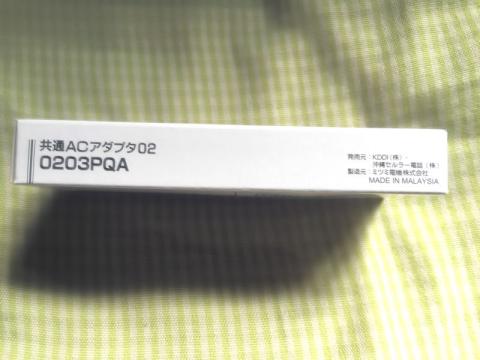 共通ACアダプタ02
0203PQA
発売元:KDDI(株)・
沖縄セルラー電話(株)
製造元:ミツミ電機株式会社
MADE IN MALAYSIA